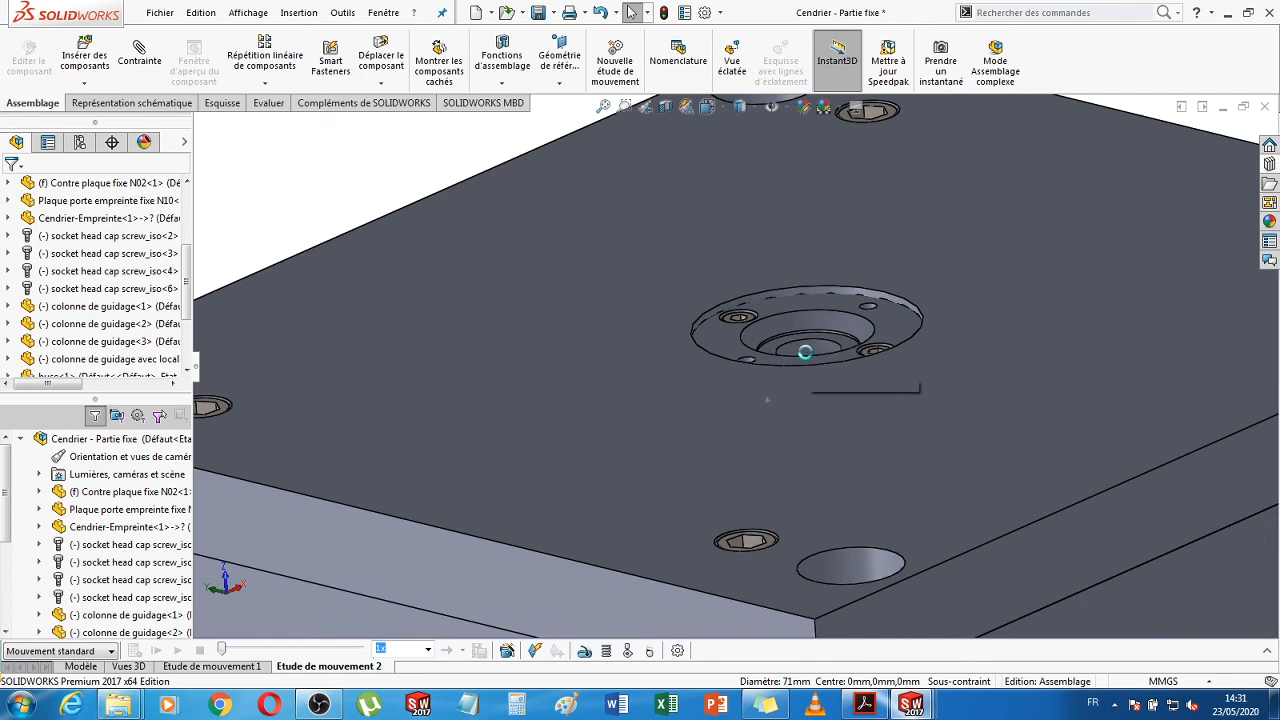 SOLIDWORKS
Fichier Edition Affichage Insertion Outils Fenêtre
Cendrier - Partie fixe *
Rechercher des commandes
Editer le composant
Insérer des composants
Contrainte
Fenêtre d'aperçu du composant
Répétition linéaire de composants
Smart Fasteners
Déplacer le composant
Montrer les composants cachés
Fonctions d'assemblage
Géométrie de référ...
Nouvelle étude de mouvement
Nomenclature
Vue éclatée
Esquisse avec lignes d'éclatement
Instant3D
Mettre à jour Speedpak
Prendre un instantané
Mode Assemblage complexe
Assemblage Représentation schématique Esquisse Evaluer Compléments de SOLIDWORKS SOLIDWORKS MBD
(f) Contre plaque fixe N02<1> (Dé
Plaque porte empreinte fixe N10<
Cendrier-Empreinte<1>->? (Défau
(-) socket head cap screw_iso<2>
(-) socket head cap screw_iso<3>
(-) socket head cap screw_iso<4>
(-) socket head cap screw_iso<6>
(-) colonne de guidage<1> (Défau
(-) colonne de guidage<2> (Défau
(-) colonne de guidage<3> (Défau
(-) colonne de guidage avec local
Cendrier - Partie fixe (Défaut<Eta
Orientation et vues de camér
Lumières, caméras et scène
(f) Contre plaque fixe N02<1
Plaque porte empreinte fixe
Cendrier-Empreinte<1>->? (
(-) socket head cap screw_isc
(-) socket head cap screw_isc
(-) socket head cap screw_isc
(-) socket head cap screw_isc
(-) colonne de guidage<1> (I
(-) colonne de guidage<2> (I
Z
Y
X
Mouvement standard
1x
Modèle Vues 3D Etude de mouvement 1 Etude de mouvement 2
SOLIDWORKS Premium 2017 x64 Edition
Diamètre: 71mm Centre: 0mm,0mm,0mm Sous-contraint Edition: Assemblage MMGS
FR
14:31
23/05/2020